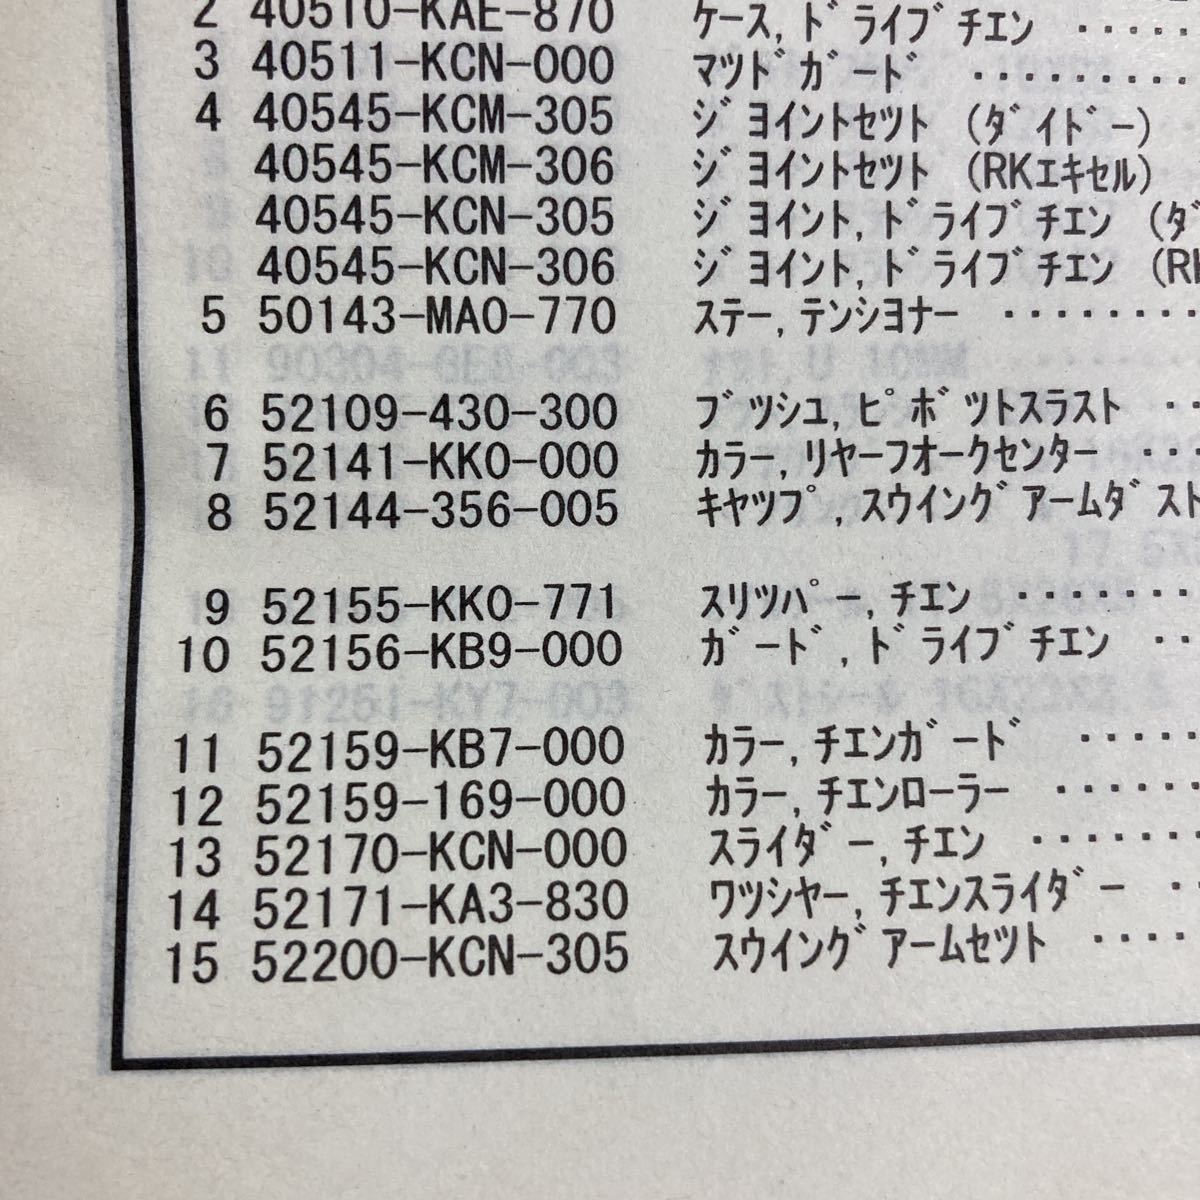 2 40510-KAE-870 ケース,ドライブチエン ・・・・・
3 40511-KCN-000 マツドガード ・・・・・・・・・
4 40545-KCM-305 ジヨイントセツト (ダイドー)
40545-KCM-306 ジヨイントセツト (RKエキセル)
40545-KCN-305 ジヨイント,ドライブチエン (ダ
40545-KCN-306 ジヨイント,ドライブチエン (RK
5 50143-MA0-770 ステー,テンシヨナー ・・・・・・・・
6 52109-430-300 ブツシユ,ピボツトスラスト ・・
7 52141-KK0-000 カラー,リヤーフオークセンター ・・・
8 52144-356-005 キヤツプ,スウイングアームダスト
9 52155-KK0-771 スリツパー,チエン ・・・・・・・・
10 52156-KB9-000 ガード,ドライブチエン ・・
11 52159-KB7-000 カラー,チエンガード ・・・・・
12 52159-169-000 カラー,チエンローラー ・・・・・・
13 52170-KCN-000 スライダー,チエン ・・・・・・・
14 52171-KA3-830 ワツシヤー,チエンスライダー ・・
15 52200-KCN-305 スウイングアームセツト ・・・・